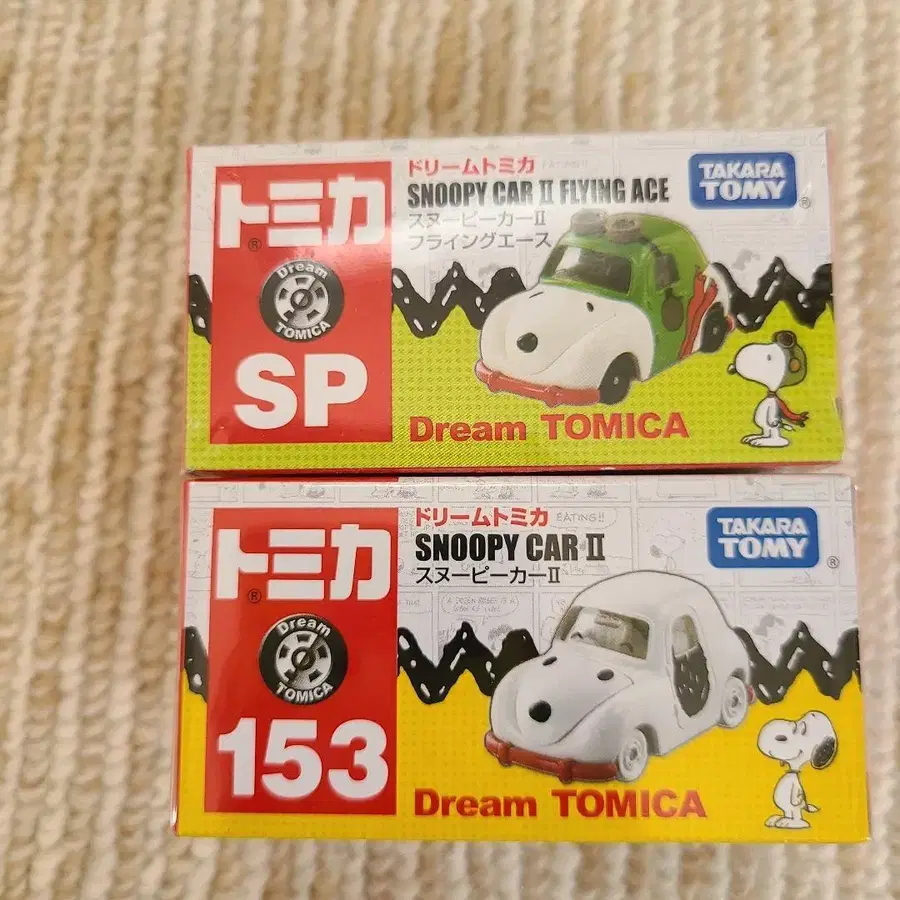 トミカ
®
Dream
TOMICA
SP
ドリームトミカ
SNOOPY CAR II FLYING ACE
スヌーピーカーII
フライングエース
TAKARA
TOMY
®
Dream TOMICA
トミカ
®
Dream
TOMICA
153
ドリームトミカ
EATING!!
SNOOPY CAR II
スヌーピーカーII
TAKARA
TOMY
®
Dream TOMICA